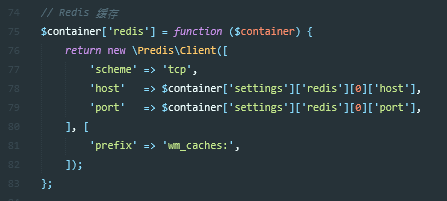 74 // Redis 缓存
75 $container['redis'] = function ($container) {
76     return new \Predis\Client([
77         'scheme' => 'tcp',
78         'host'   => $container['settings']['redis'][0]['host'],
79         'port'   => $container['settings']['redis'][0]['port'],
80     ], [
81         'prefix' => 'wm_caches:',
82     ]);
83 };